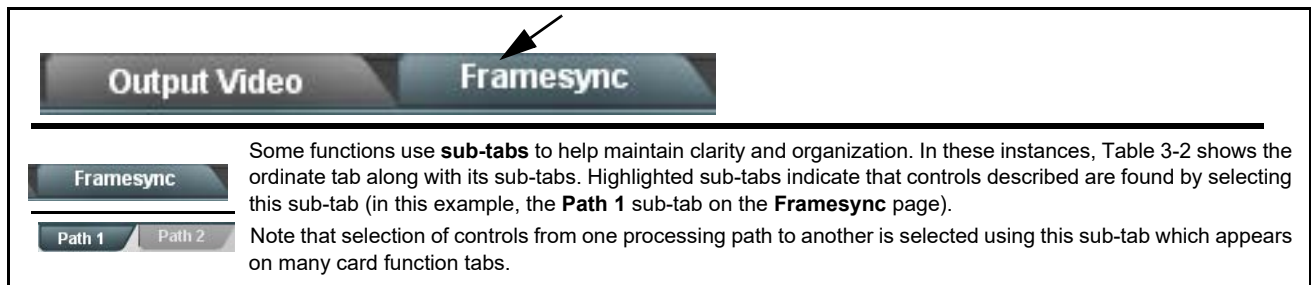 Output Video Framesync
Some functions use sub-tabs to help maintain clarity and organization. In these instances, Table 3-2 shows the
Framesync
ordinate tab along with its sub-tabs. Highlighted sub-tabs indicate that controls described are found by selecting
this sub-tab (in this example, the Path 1 sub-tab on the Framesync page).
Path 1 Path 2
Note that selection of controls from one processing path to another is selected using this sub-tab which appears
on many card function tabs.